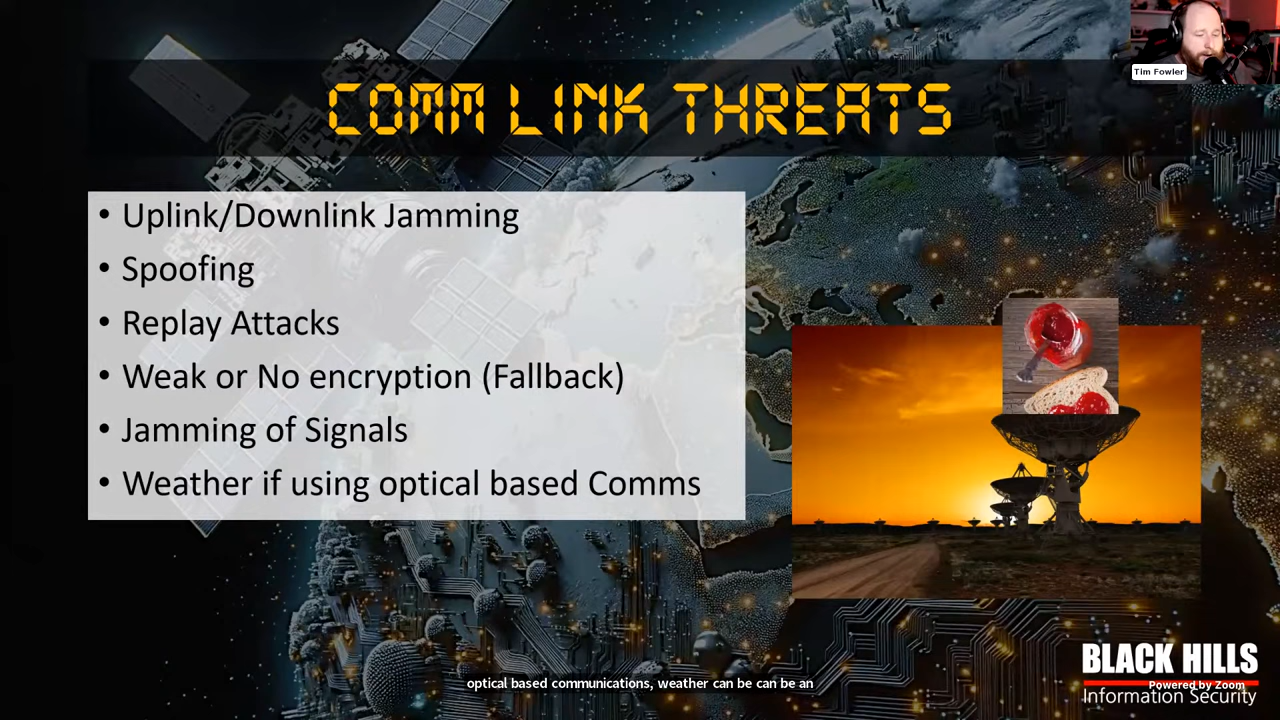 COMM LINK THREATS
Tim Fowler
• Uplink/Downlink Jamming
• Spoofing
• Replay Attacks
• Weak or No encryption (Fallback)
• Jamming of Signals
• Weather if using optical based Comms
BLACK HILLS
Information Security
Powered by Zoom
optical based communications, weather can be can be an